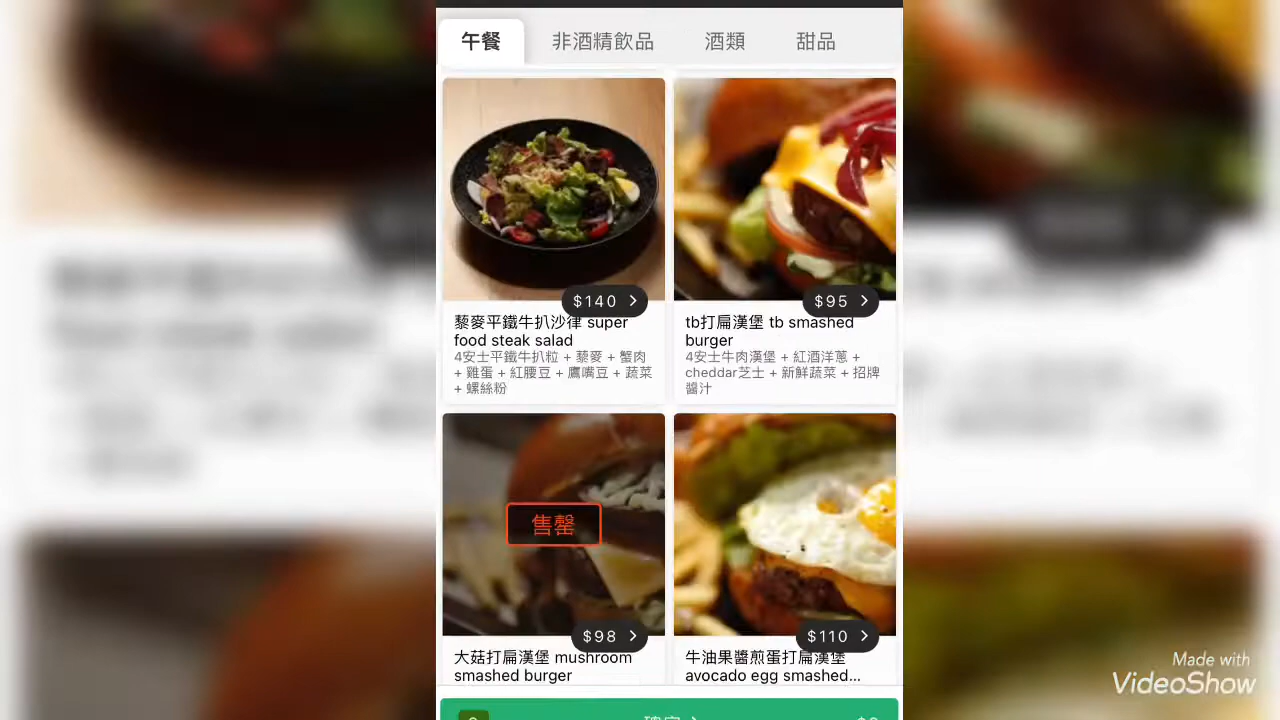 午餐
非酒精飲品
酒類
甜品
$140 >
$95 >
藜麥平鐵牛扒沙律 super
food steak salad
4安士平鐵牛扒粒 + 藜麥 + 蟹肉
+ 雞蛋 + 紅腰豆 + 鷹嘴豆 + 蔬菜
+ 螺絲粉
tb打扁漢堡 tb smashed
burger
4安士牛肉漢堡 + 紅酒洋蔥 +
cheddar芝士 + 新鮮蔬菜 + 招牌
醬汁
售罄
$98 >
$110 >
大菇打扁漢堡 mushroom
smashed burger
牛油果醬煎蛋打扁漢堡
avocado egg smashed...
Made with
VideoShow